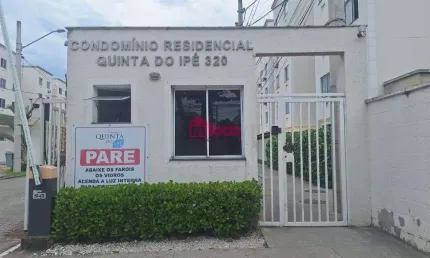 CONDOMÍNIO RESIDENCIAL
QUINTA DO IPÊ 320
QUINTA
PARE
ABAIXE OS FARÓIS
OS VIDROS
ACENDA A LUZ INTERNA